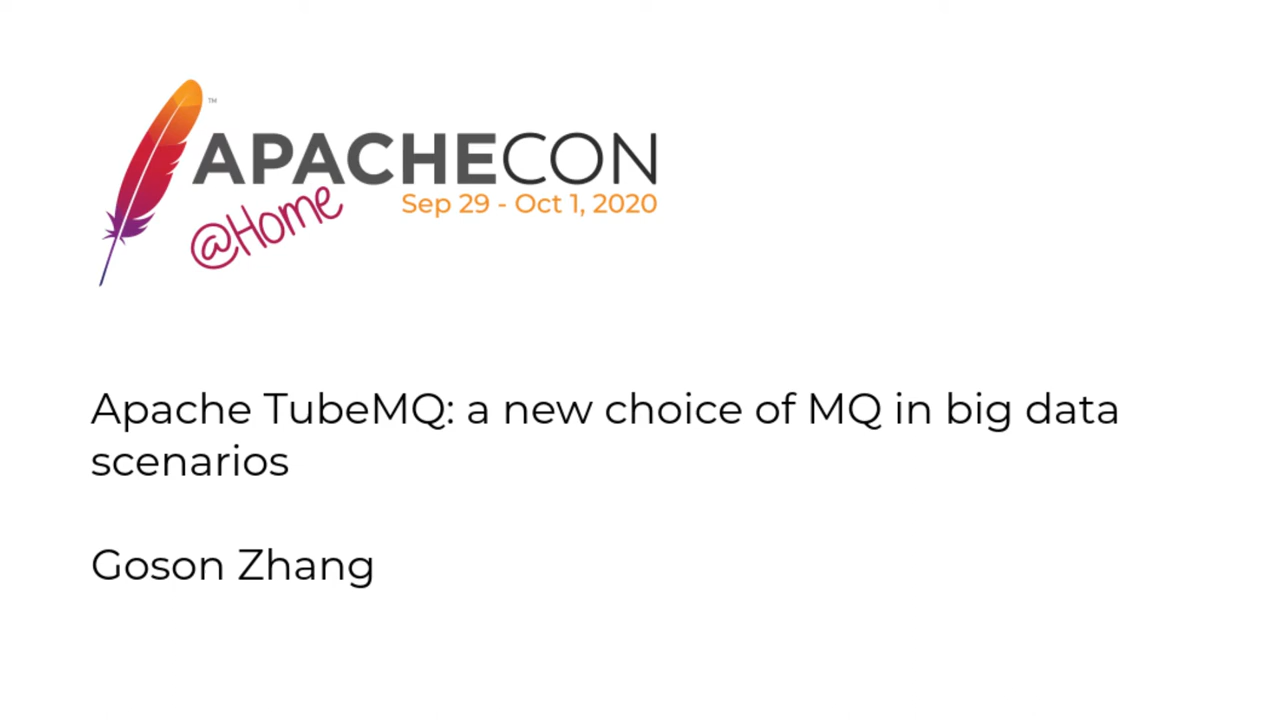 ™
APACHECON
@Home
Sep 29 - Oct 1, 2020
Apache TubeMQ: a new choice of MQ in big data
scenarios
Goson Zhang